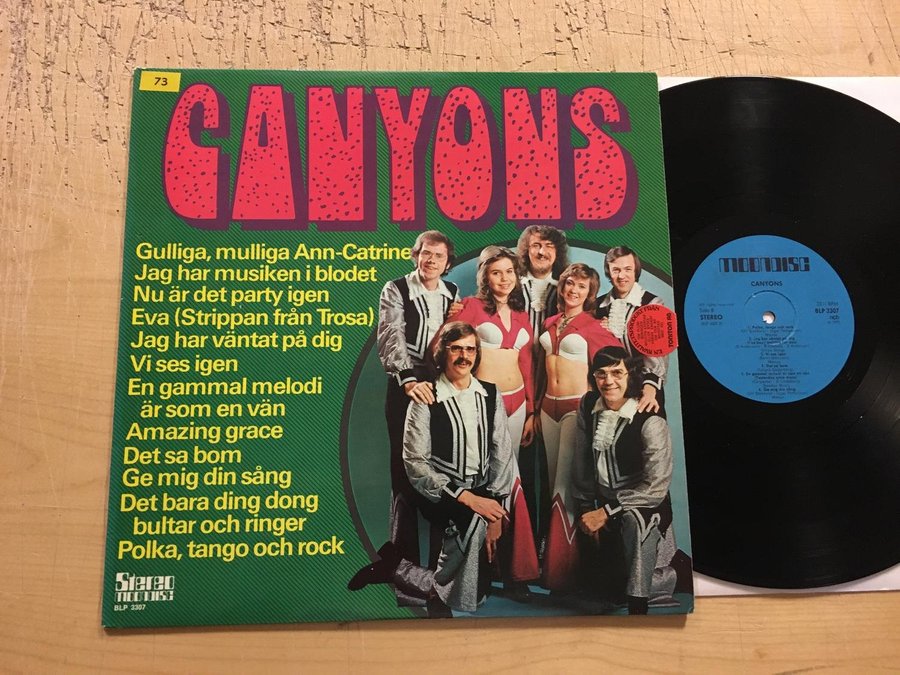 73
CANYONS
Gulliga, mulliga Ann-Catrine
Jag har musiken i blodet
Nu är det party igen
Eva (Strippan från Trosa)
Jag har väntat på dig
Vi ses igen
En gammal melodi
är som en vän
Amazing grace
Det sa bom
Ge mig din sång
Det bara ding dong
bultar och ringer
Polka, tango och rock
Stereo
MOONDISC
BLP 3307
MOONDISC
CANYONS
STEREO
BLP 3307
ncb